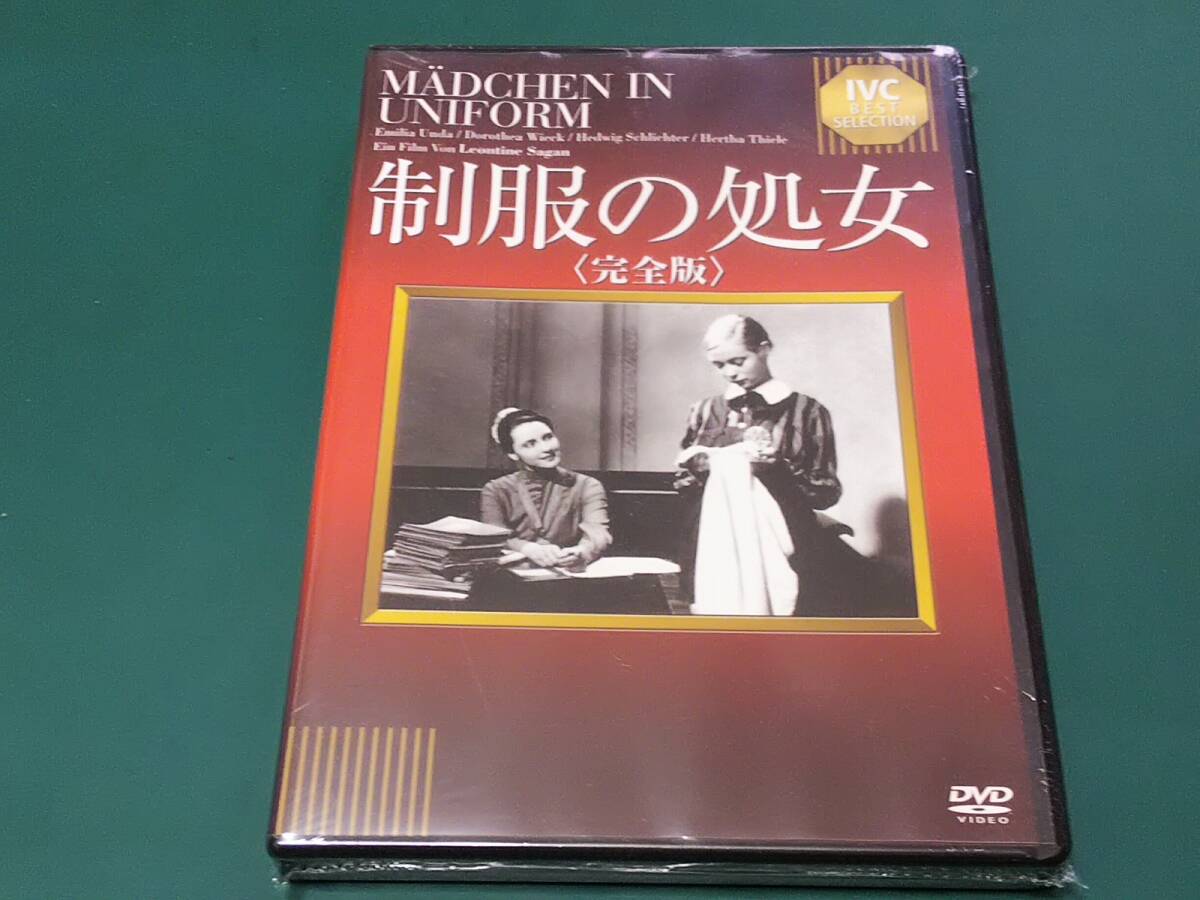 MÄDCHEN IN
UNIFORM
Emilia Unda / Dorothea Wieck / Hedwig Schlichter / Hertha Thiele
Ein Film Von Leontine Sagan
IVC
BEST
SELECTION
制服の処女
〈完全版〉
DVD
VIDEO